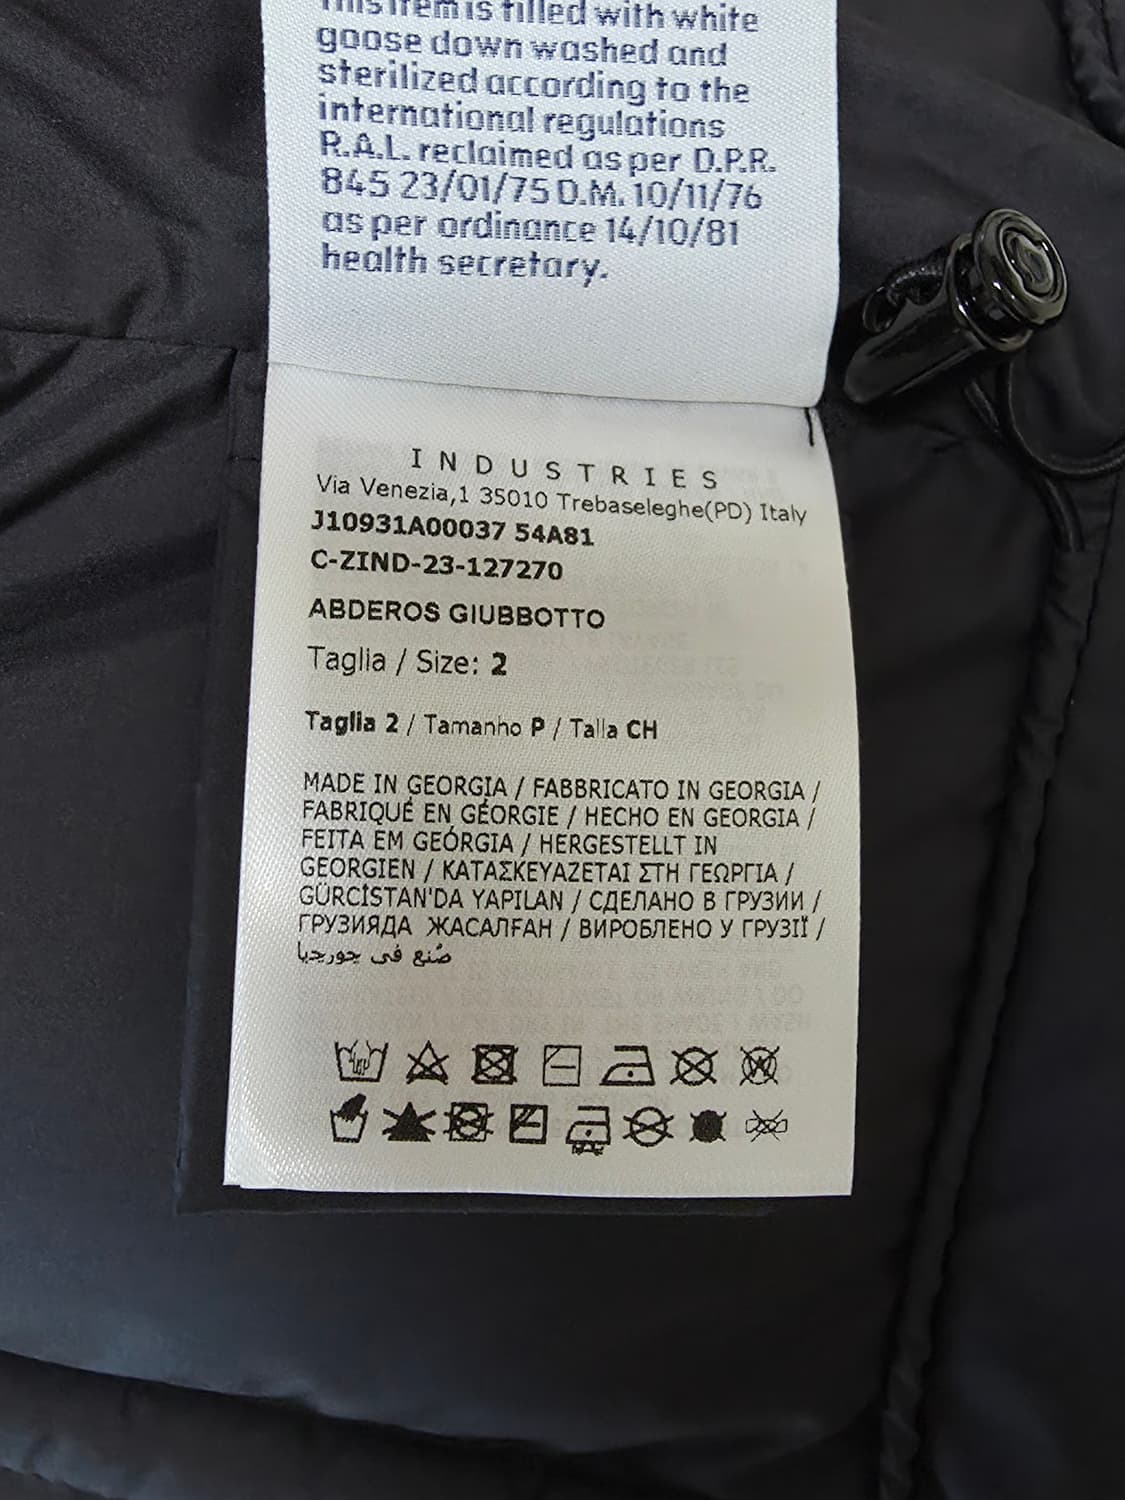 This item is filled with white
goose down washed and
sterilized according to the
international regulations
R.A.L. reclaimed as per D.P.R.
845 23/01/75 D.M. 10/11/76
as per ordinance 14/10/81
health secretary.
INDUSTRIES
Via Venezia,1 35010 Trebaseleghe(PD) Italy
J10931A00037 54A81
C-ZIND-23-127270
ABDEROS GIUBBOTTO
Taglia / Size: 2
Taglia 2 / Tamanho P / Talla CH
MADE IN GEORGIA / FABBRICATO IN GEORGIA /
FABRIQUÉ EN GÉORGIE / HECHO EN GEORGIA /
FEITA EM GEÓRGIA / HERGESTELLT IN
GEORGIEN / ΚΑΤΑΣΚΕΥΑΖΕΤΑΙ ΣΤΗ ΓΕΩΡΓΙΑ /
GÜRCİSTAN'DA YAPILAN / СДЕЛАНО В ГРУЗИИ /
ГРУЗИЯДА ЖАСАЛҒАН / ВИРОБЛЕНО У ГРУЗІЇ /
صُنع في جورجيا